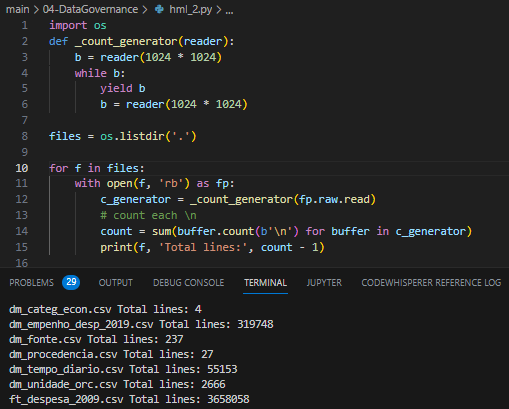 main > 04-DataGovernance > hml_2.py > ...
1 import os
2 def _count_generator(reader):
3     b = reader(1024 * 1024)
4     while b:
5         yield b
6         b = reader(1024 * 1024)
7
8 files = os.listdir('.')
9
10 for f in files:
11     with open(f, 'rb') as fp:
12         c_generator = _count_generator(fp.raw.read)
13         # count each \n
14         count = sum(buffer.count(b'\n') for buffer in c_generator)
15         print(f, 'Total lines:', count - 1)
16
PROBLEMS 29 OUTPUT DEBUG CONSOLE TERMINAL JUPYTER CODEWHISPERER REFERENCE LOG
dm_categ_econ.csv Total lines: 4
dm_empenho_desp_2019.csv Total lines: 319748
dm_fonte.csv Total lines: 237
dm_procedencia.csv Total lines: 27
dm_tempo_diario.csv Total lines: 55153
dm_unidade_orc.csv Total lines: 2666
ft_despesa_2009.csv Total lines: 3658058